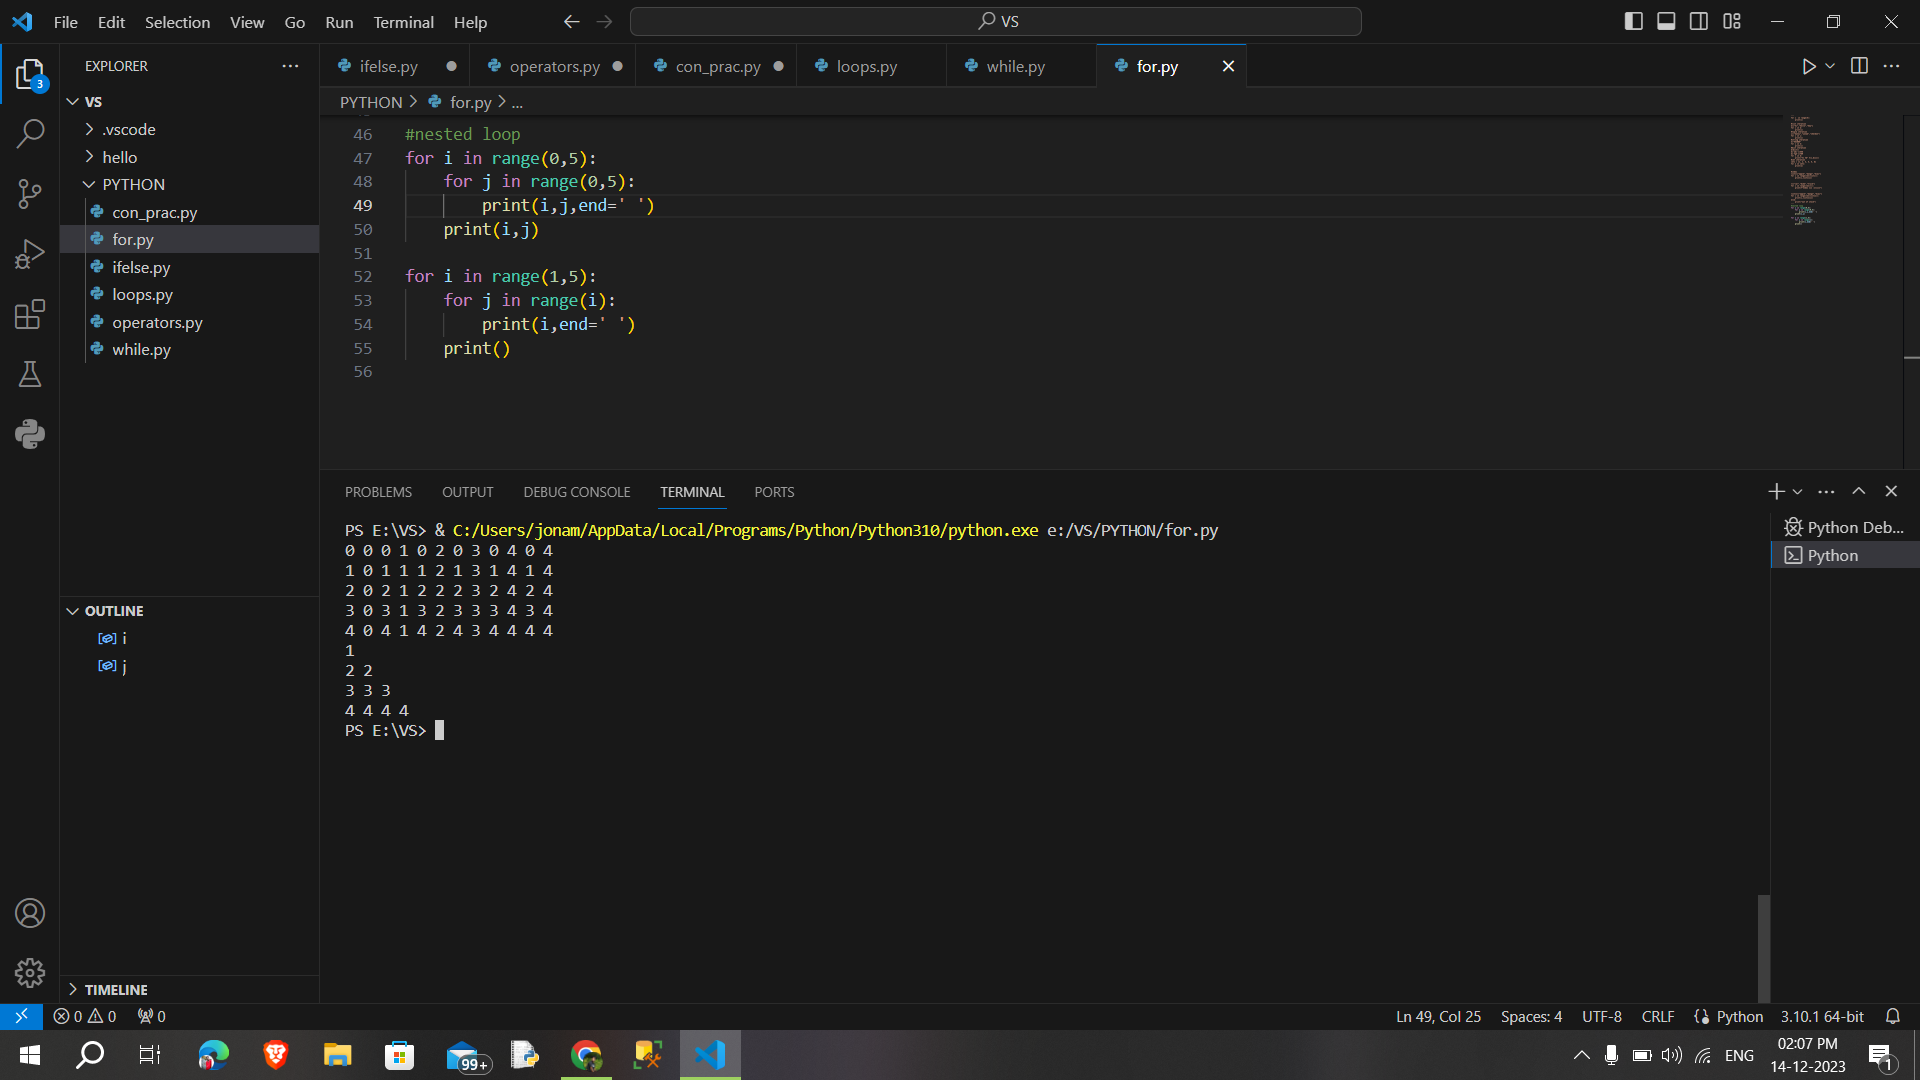 File Edit Selection View Go Run Terminal Help
VS
EXPLORER
3
VS
.vscode
hello
PYTHON
con_prac.py
for.py
ifelse.py
loops.py
operators.py
while.py
OUTLINE
i
j
TIMELINE
ifelse.py operators.py con_prac.py loops.py while.py for.py
PYTHON > for.py > ...
46 #nested loop
47 for i in range(0,5):
48     for j in range(0,5):
49         print(i,j,end=' ')
50     print(i,j)
51
52 for i in range(1,5):
53     for j in range(i):
54         print(i,end=' ')
55     print()
56
PROBLEMS OUTPUT DEBUG CONSOLE TERMINAL PORTS
PS E:\VS> & C:/Users/jonam/AppData/Local/Programs/Python/Python310/python.exe e:/VS/PYTHON/for.py
0 0 0 1 0 2 0 3 0 4 0 4
1 0 1 1 1 2 1 3 1 4 1 4
2 0 2 1 2 2 2 3 2 4 2 4
3 0 3 1 3 2 3 3 3 4 3 4
4 0 4 1 4 2 4 3 4 4 4 4
1
2 2
3 3 3
4 4 4 4
PS E:\VS>
Python Deb...
Python
0 0 0
Ln 49, Col 25 Spaces: 4 UTF-8 CRLF Python 3.10.1 64-bit
99+
ENG
02:07 PM
14-12-2023
1